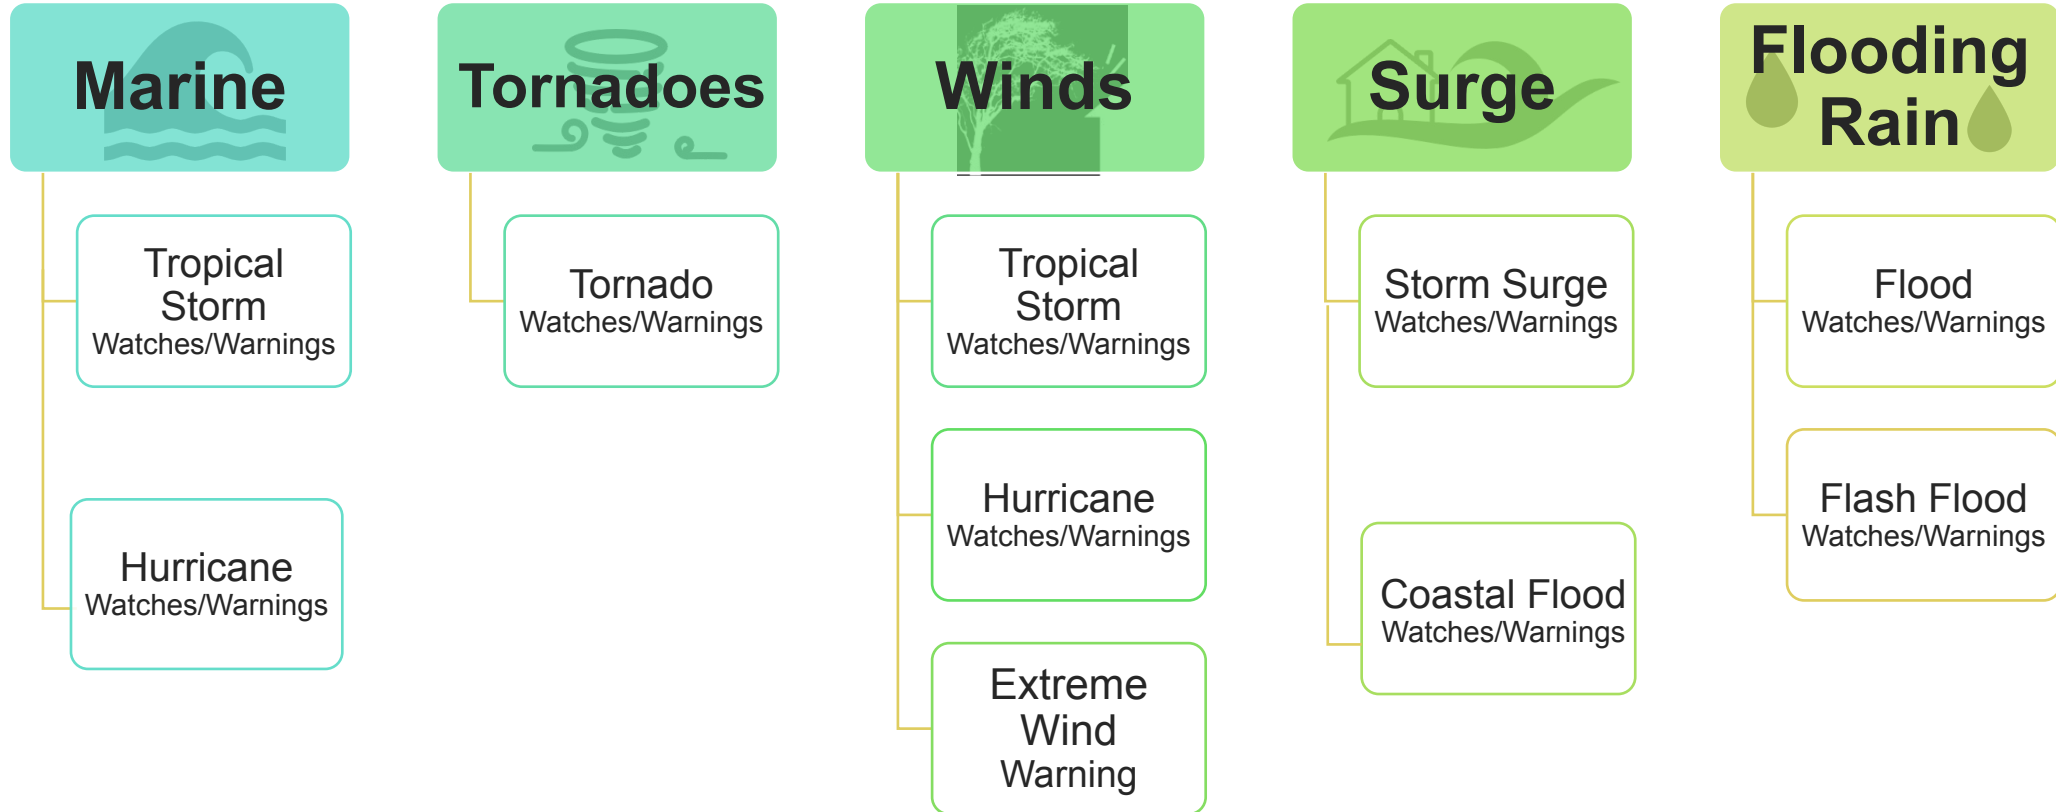 Marine
Tropical
Storm
Watches/Warnings
Hurricane
Watches/Warnings
Tornadoes
Tornado
Watches/Warnings
Winds
Tropical
Storm
Watches/Warnings
Hurricane
Watches/Warnings
Extreme
Wind
Warning
Surge
Storm Surge
Watches/Warnings
Coastal Flood
Watches/Warnings
Flooding
Rain
Flood
Watches/Warnings
Flash Flood
Watches/Warnings